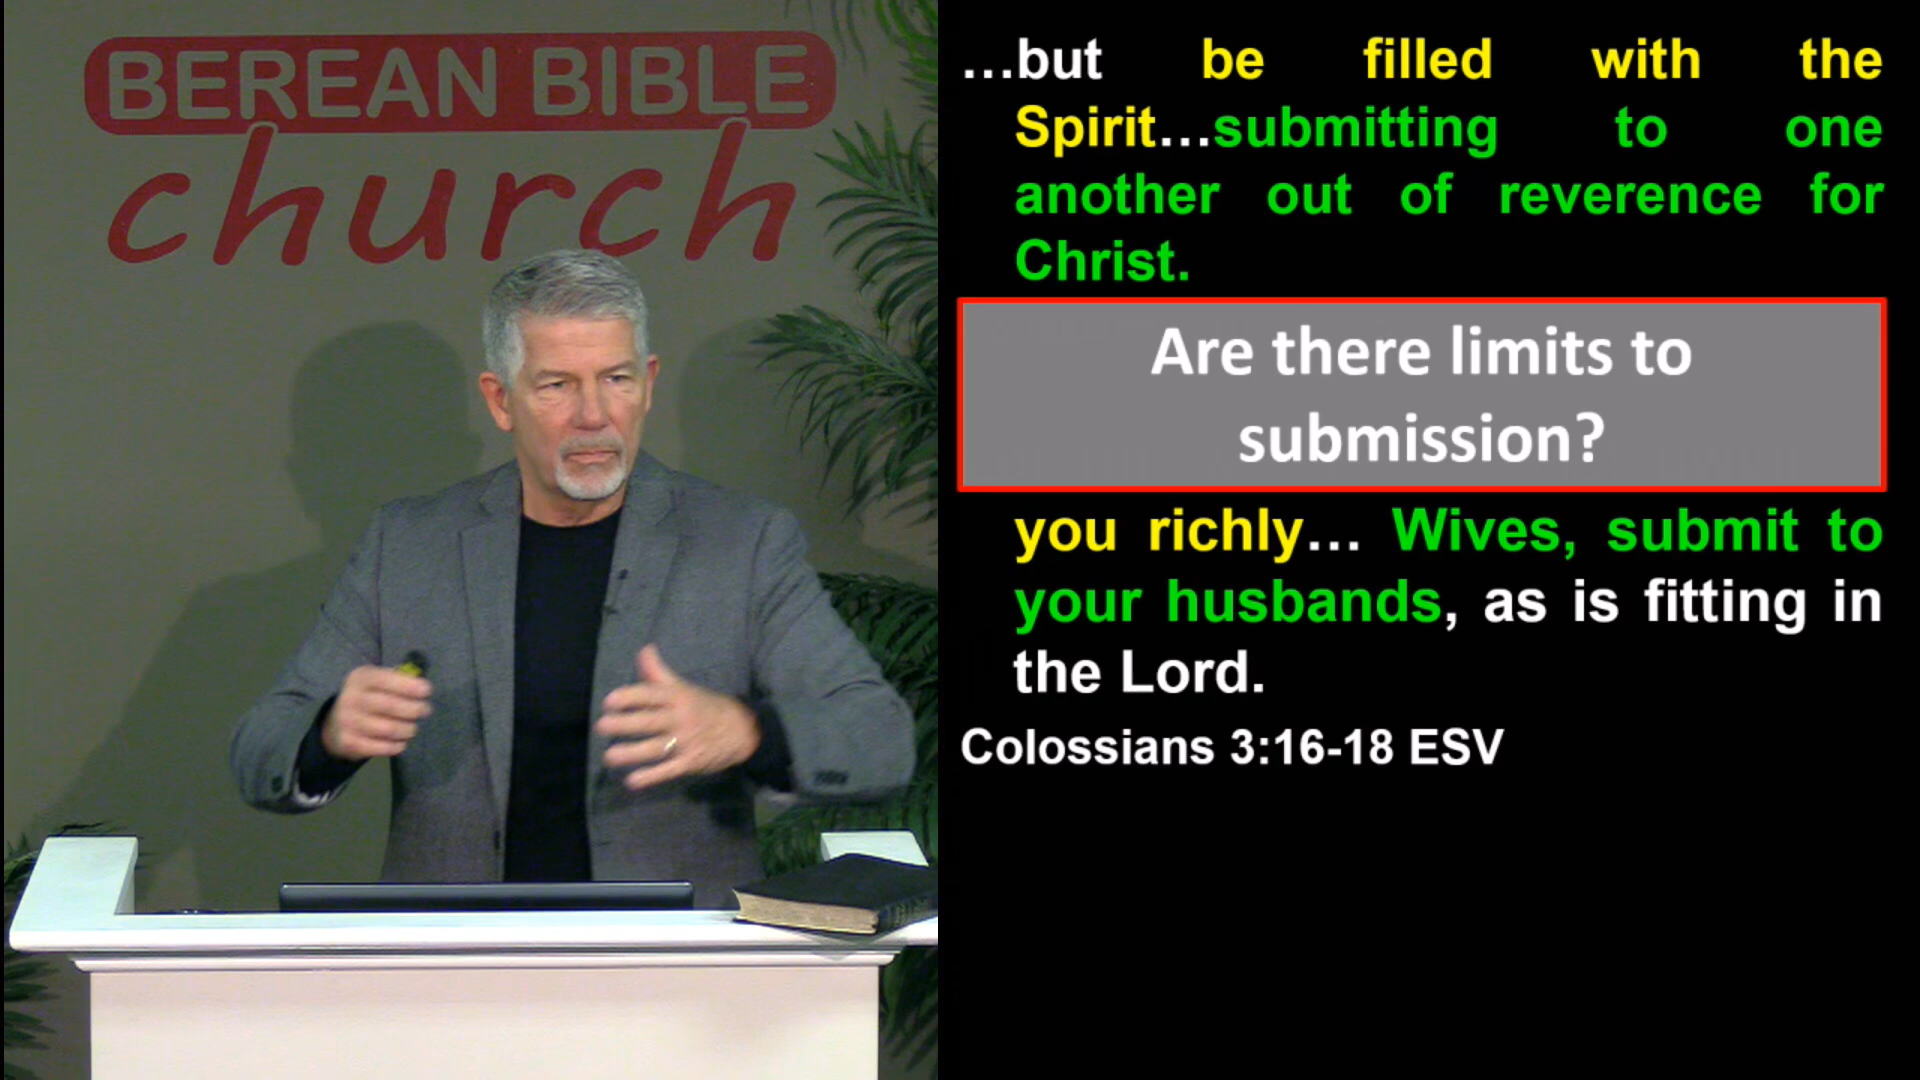 BEREAN BIBLE
church
…but be filled with the
Spirit…submitting to one
another out of reverence for
Christ.
Are there limits to
submission?
you richly… Wives, submit to
your husbands, as is fitting in
the Lord.
Colossians 3:16-18 ESV